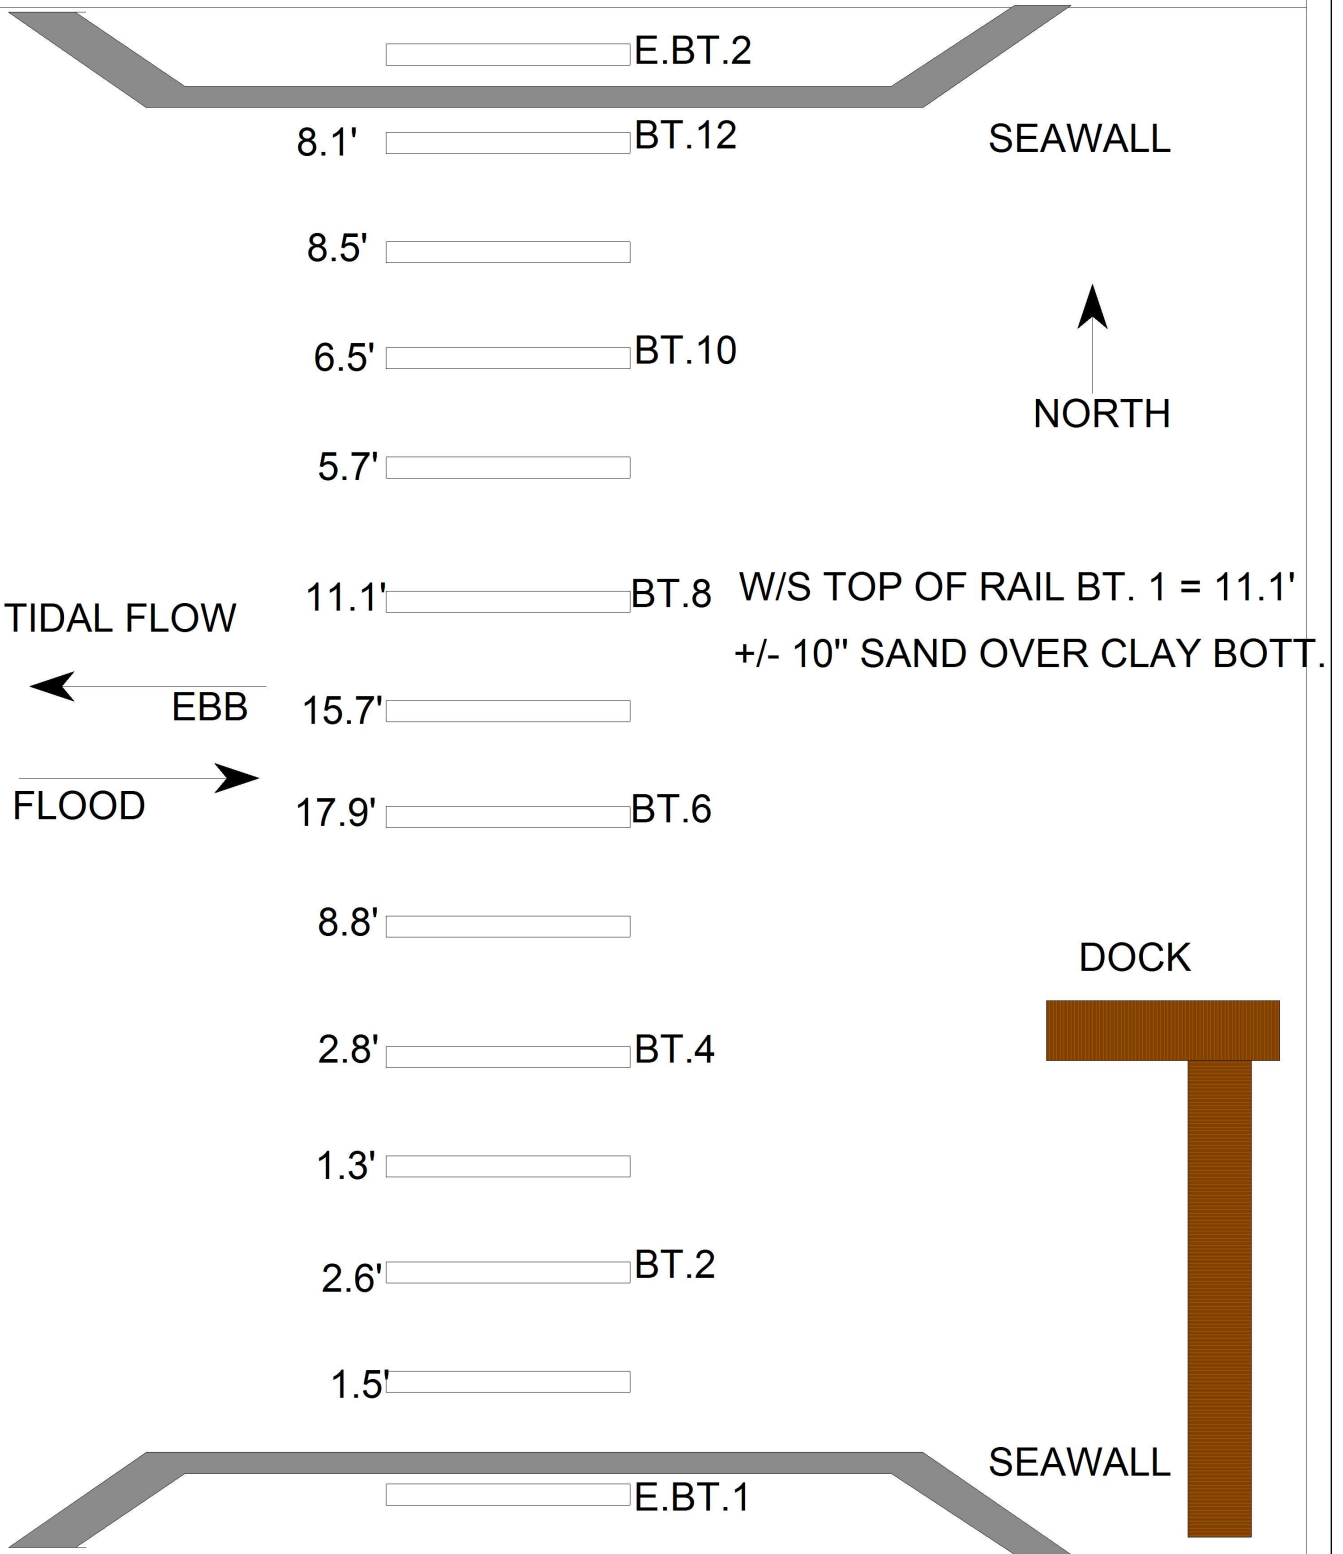 E.BT.2
8.1' BT.12 SEAWALL
8.5'
6.5' BT.10
NORTH
5.7'
11.1' BT.8 W/S TOP OF RAIL BT. 1 = 11.1'
TIDAL FLOW
+/- 10" SAND OVER CLAY BOTT.
EBB
15.7'
FLOOD
17.9' BT.6
8.8'
DOCK
2.8' BT.4
1.3'
2.6' BT.2
1.5'
SEAWALL
E.BT.1